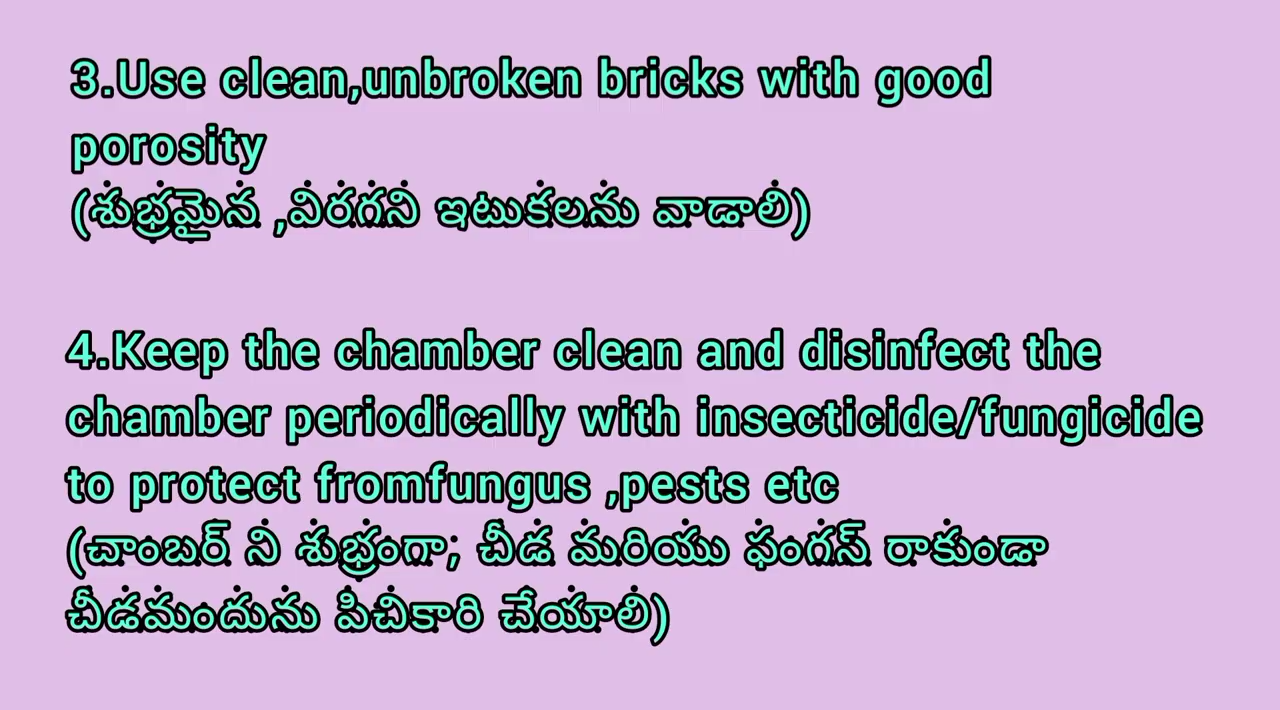 3.Use clean,unbroken bricks with good
porosity
(శుభ్రమైన ,విరగని ఇటుకలను వాడాలి)
4.Keep the chamber clean and disinfect the
chamber periodically with insecticide/fungicide
to protect fromfungus ,pests etc
(చాంబర్ ని శుభ్రంగా; చీడ మరియు ఫంగస్ రాకుండా
చీడమందును పిచికారి చేయాలి)